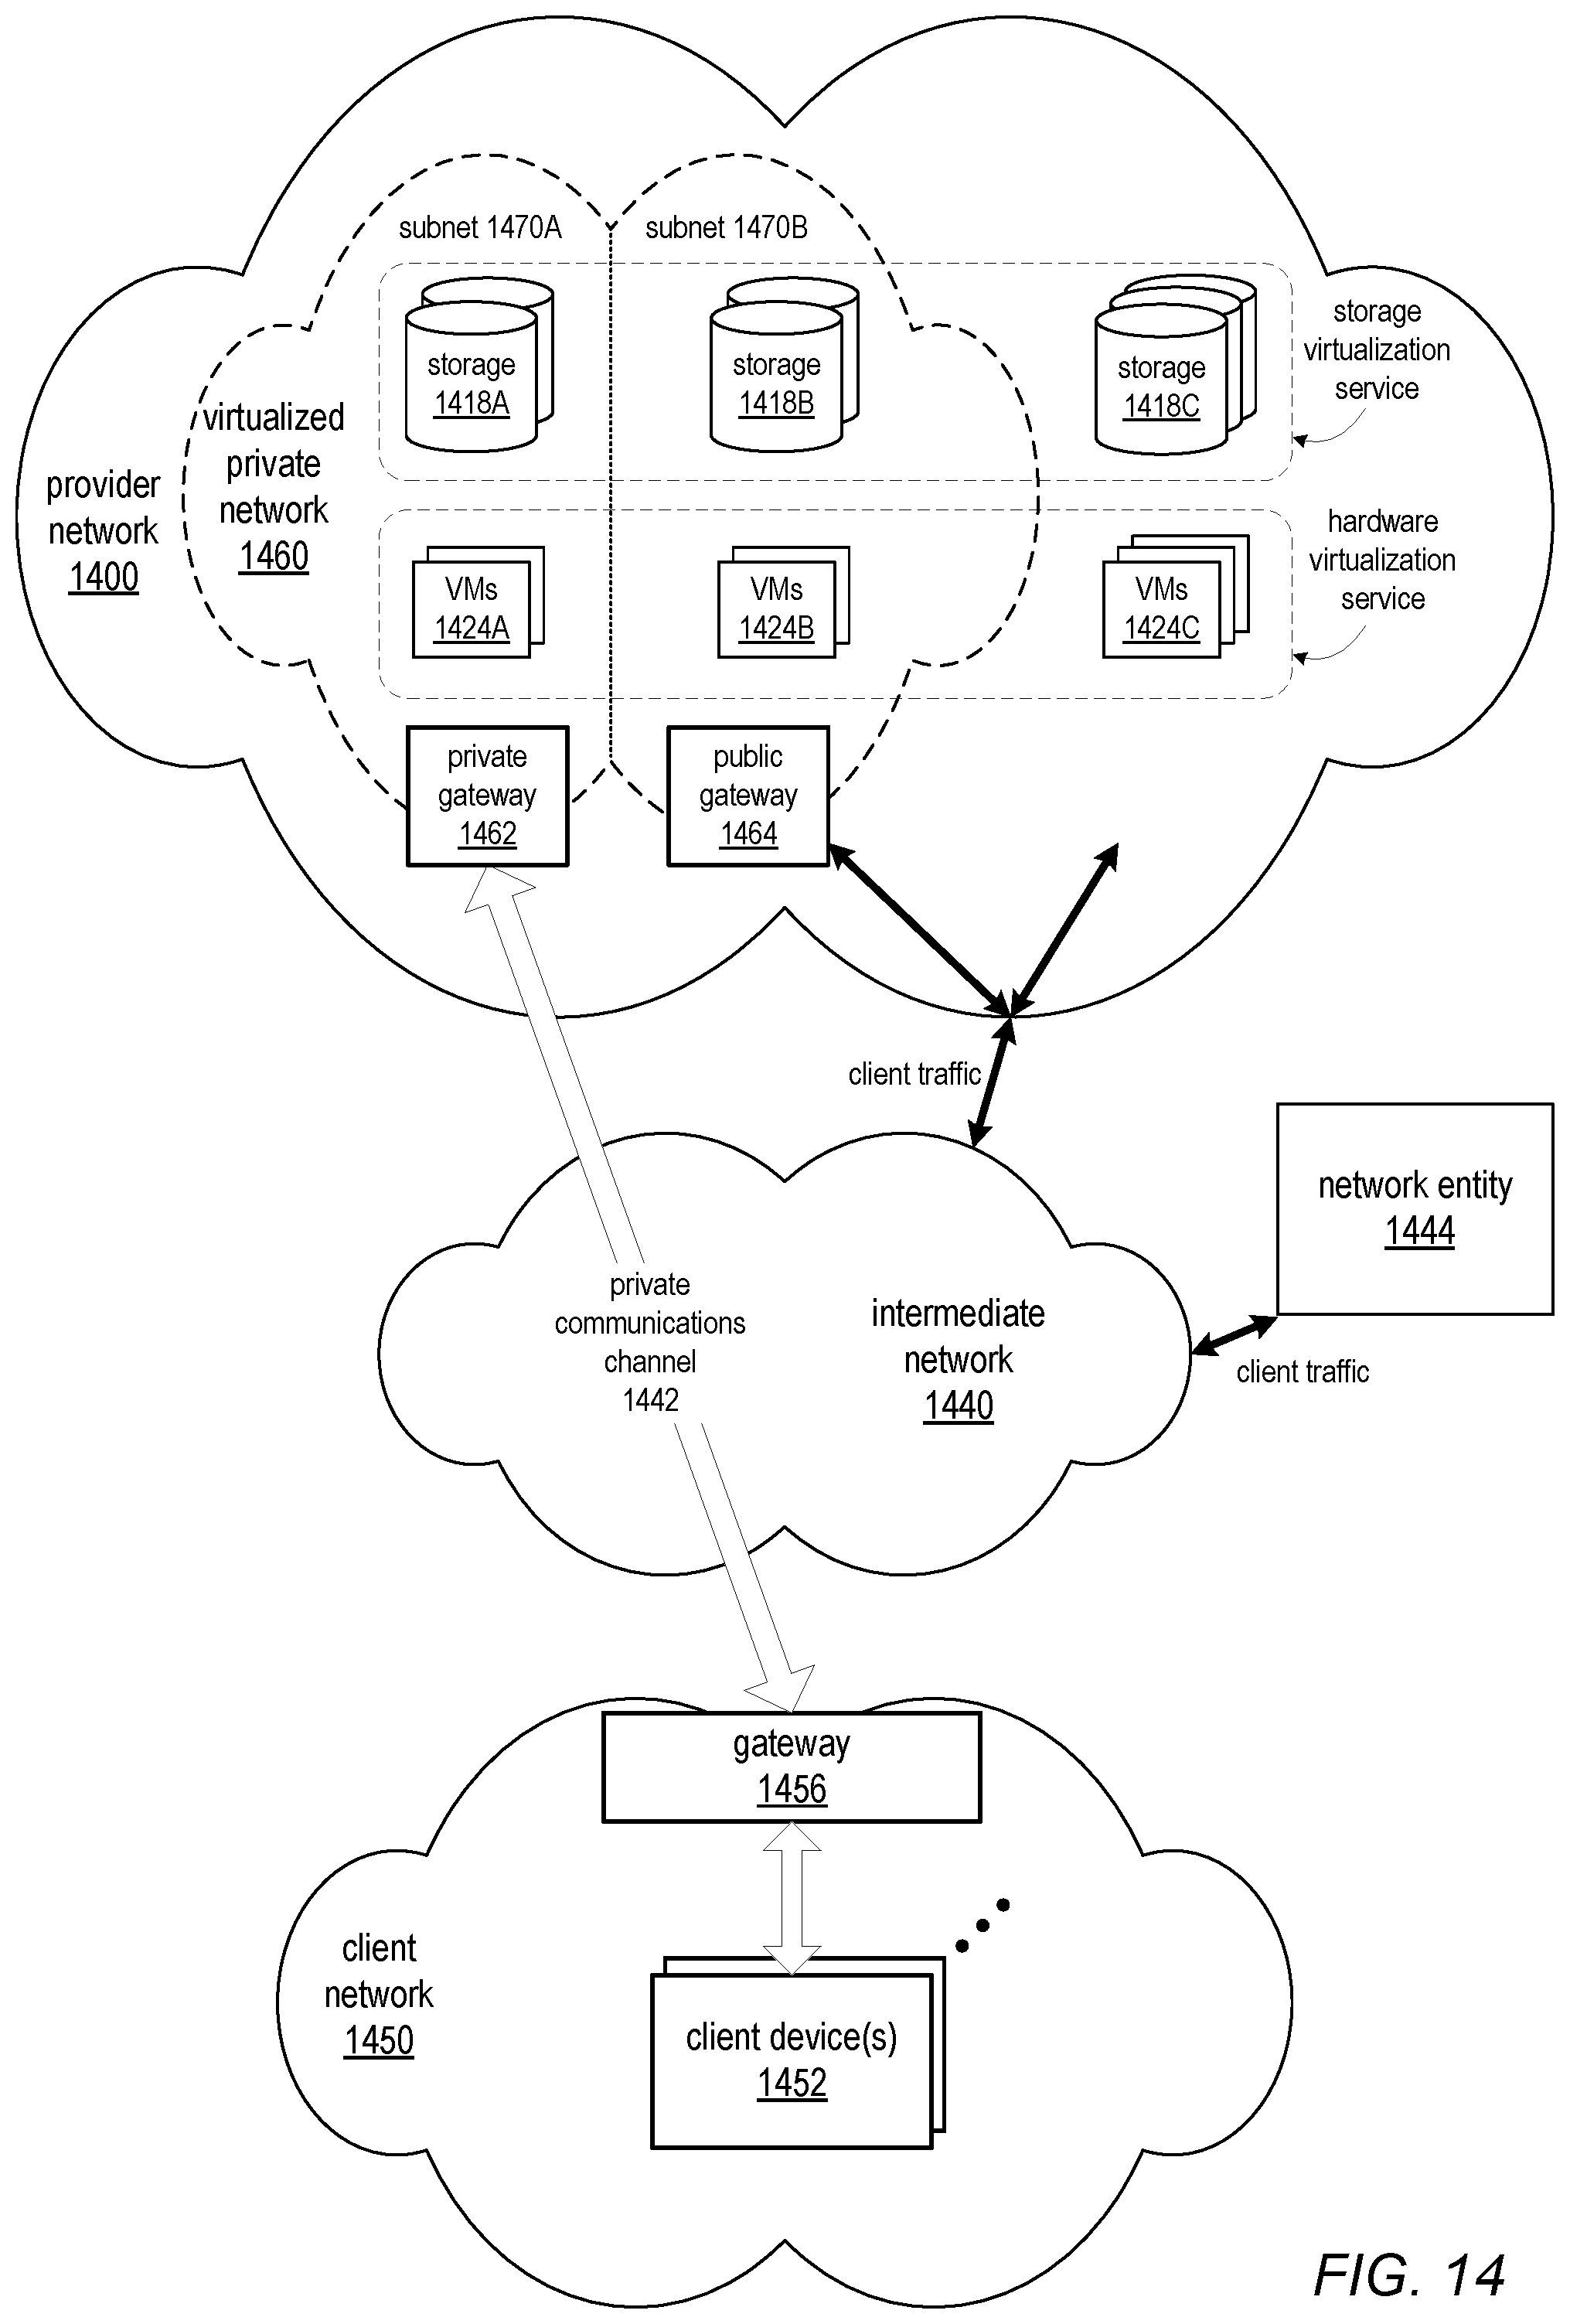 subnet 1470A
subnet 1470B
storage
1418A
storage
1418B
storage
1418C
storage
virtualization
service
virtualized
private
network
1460
provider
network
1400
VMs
1424A
VMs
1424B
VMs
1424C
hardware
virtualization
service
private
gateway
1462
public
gateway
1464
client traffic
network entity
1444
private
communications
channel
1442
intermediate
network
1440
client traffic
gateway
1456
client
network
1450
client device(s)
1452
FIG. 14